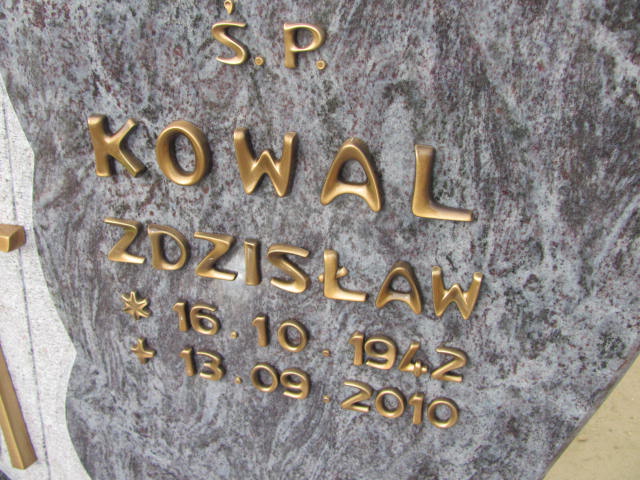 Ś.P.
KOWAL
ZDZISŁAW
* 16.10.1942
+ 13.09.2010